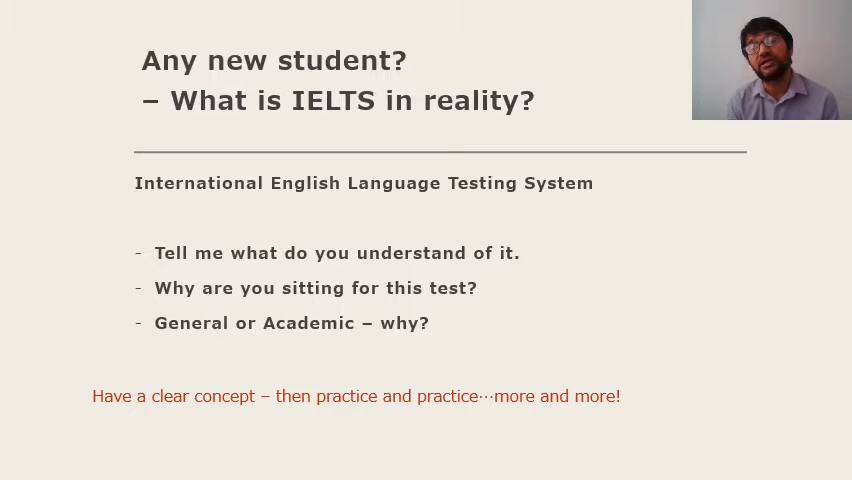 Any new student?
– What is IELTS in reality?
International English Language Testing System
- Tell me what do you understand of it.
- Why are you sitting for this test?
- General or Academic – why?
Have a clear concept – then practice and practice⋯more and more!